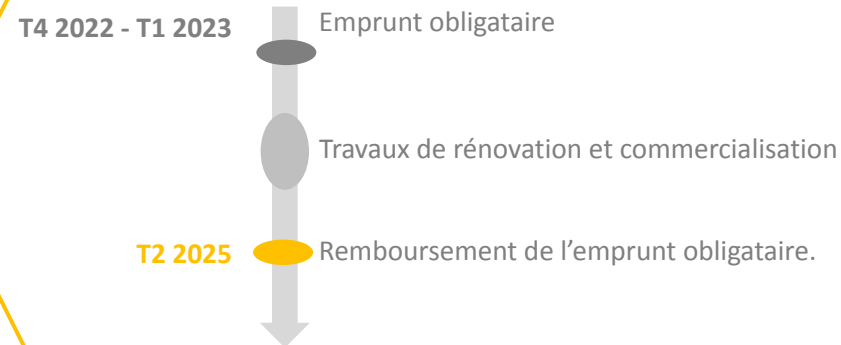 T4 2022 - T1 2023 Emprunt obligataire
Travaux de rénovation et commercialisation
T2 2025 Remboursement de l’emprunt obligataire.